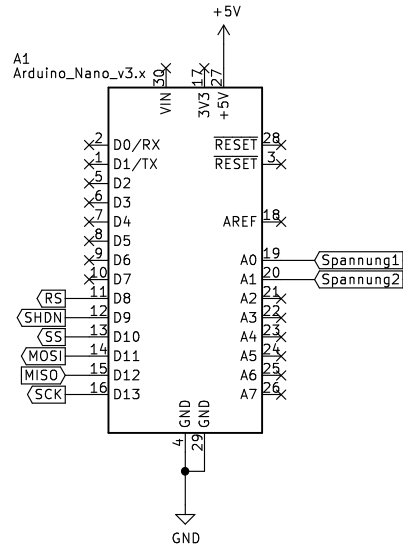 +5V
A1
Arduino_Nano_v3.x
30 17 27
VIN 3V3 +5V
2 D0/RX RESET 28
1 D1/TX RESET 3
5 D2
6 D3
7 D4 AREF 18
8 D5
9 D6 A0 19 Spannung1
10 D7 A1 20 Spannung2
RS 11 D8 A2 21
SHDN 12 D9 A3 22
SS 13 D10 A4 23
MOSI 14 D11 A5 24
MISO 15 D12 A6 25
SCK 16 D13 A7 26
GND GND
4 29
GND